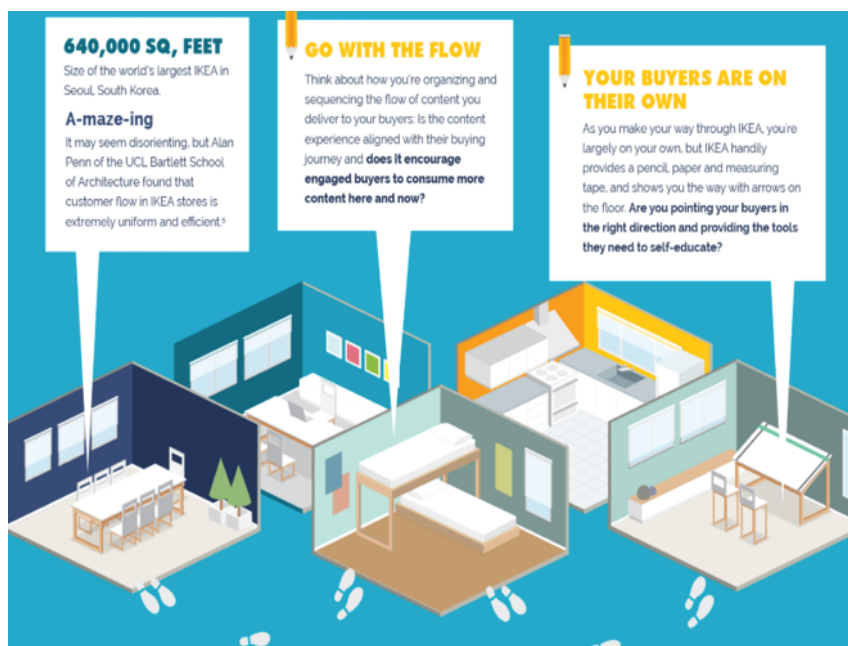 640,000 SQ, FEET
Size of the world's largest IKEA in
Seoul, South Korea.
A-maze-ing
It may seem disorienting, but Alan
Penn of the UCL Bartlett School
of Architecture found that
customer flow in IKEA stores is
extremely uniform and efficient.⁵
GO WITH THE FLOW
Think about how you're organizing and
sequencing the flow of content you
deliver to your buyers: Is the content
experience aligned with their buying
journey and does it encourage
engaged buyers to consume more
content here and now?
YOUR BUYERS ARE ON
THEIR OWN
As you make your way through IKEA, you're
largely on your own, but IKEA handily
provides a pencil, paper and measuring
tape, and shows you the way with arrows on
the floor. Are you pointing your buyers in
the right direction and providing the tools
they need to self-educate?